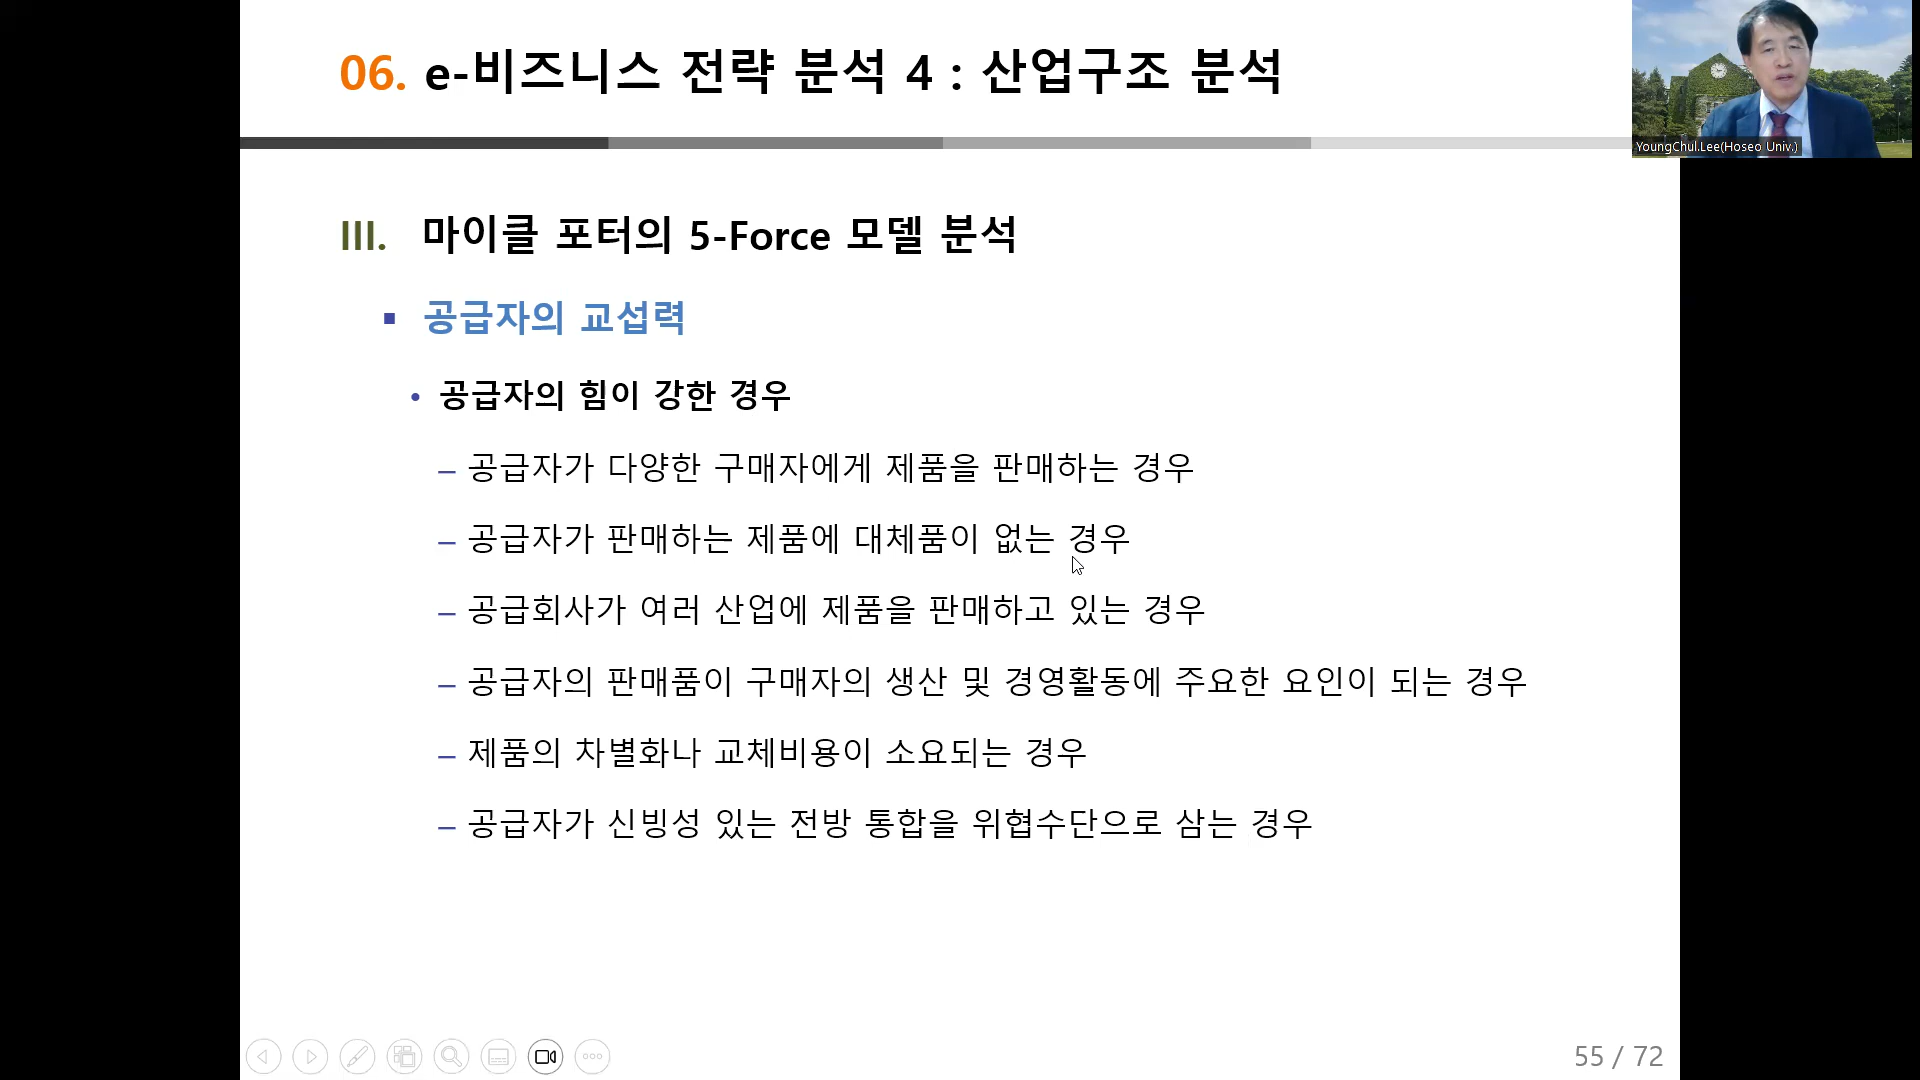 06. e-비즈니스 전략 분석 4 : 산업구조 분석
YoungChul.Lee(Hoseo Univ.)
III. 마이클 포터의 5-Force 모델 분석
▪ 공급자의 교섭력
• 공급자의 힘이 강한 경우
– 공급자가 다양한 구매자에게 제품을 판매하는 경우
– 공급자가 판매하는 제품에 대체품이 없는 경우
– 공급회사가 여러 산업에 제품을 판매하고 있는 경우
– 공급자의 판매품이 구매자의 생산 및 경영활동에 주요한 요인이 되는 경우
– 제품의 차별화나 교체비용이 소요되는 경우
– 공급자가 신빙성 있는 전방 통합을 위협수단으로 삼는 경우
55 / 72